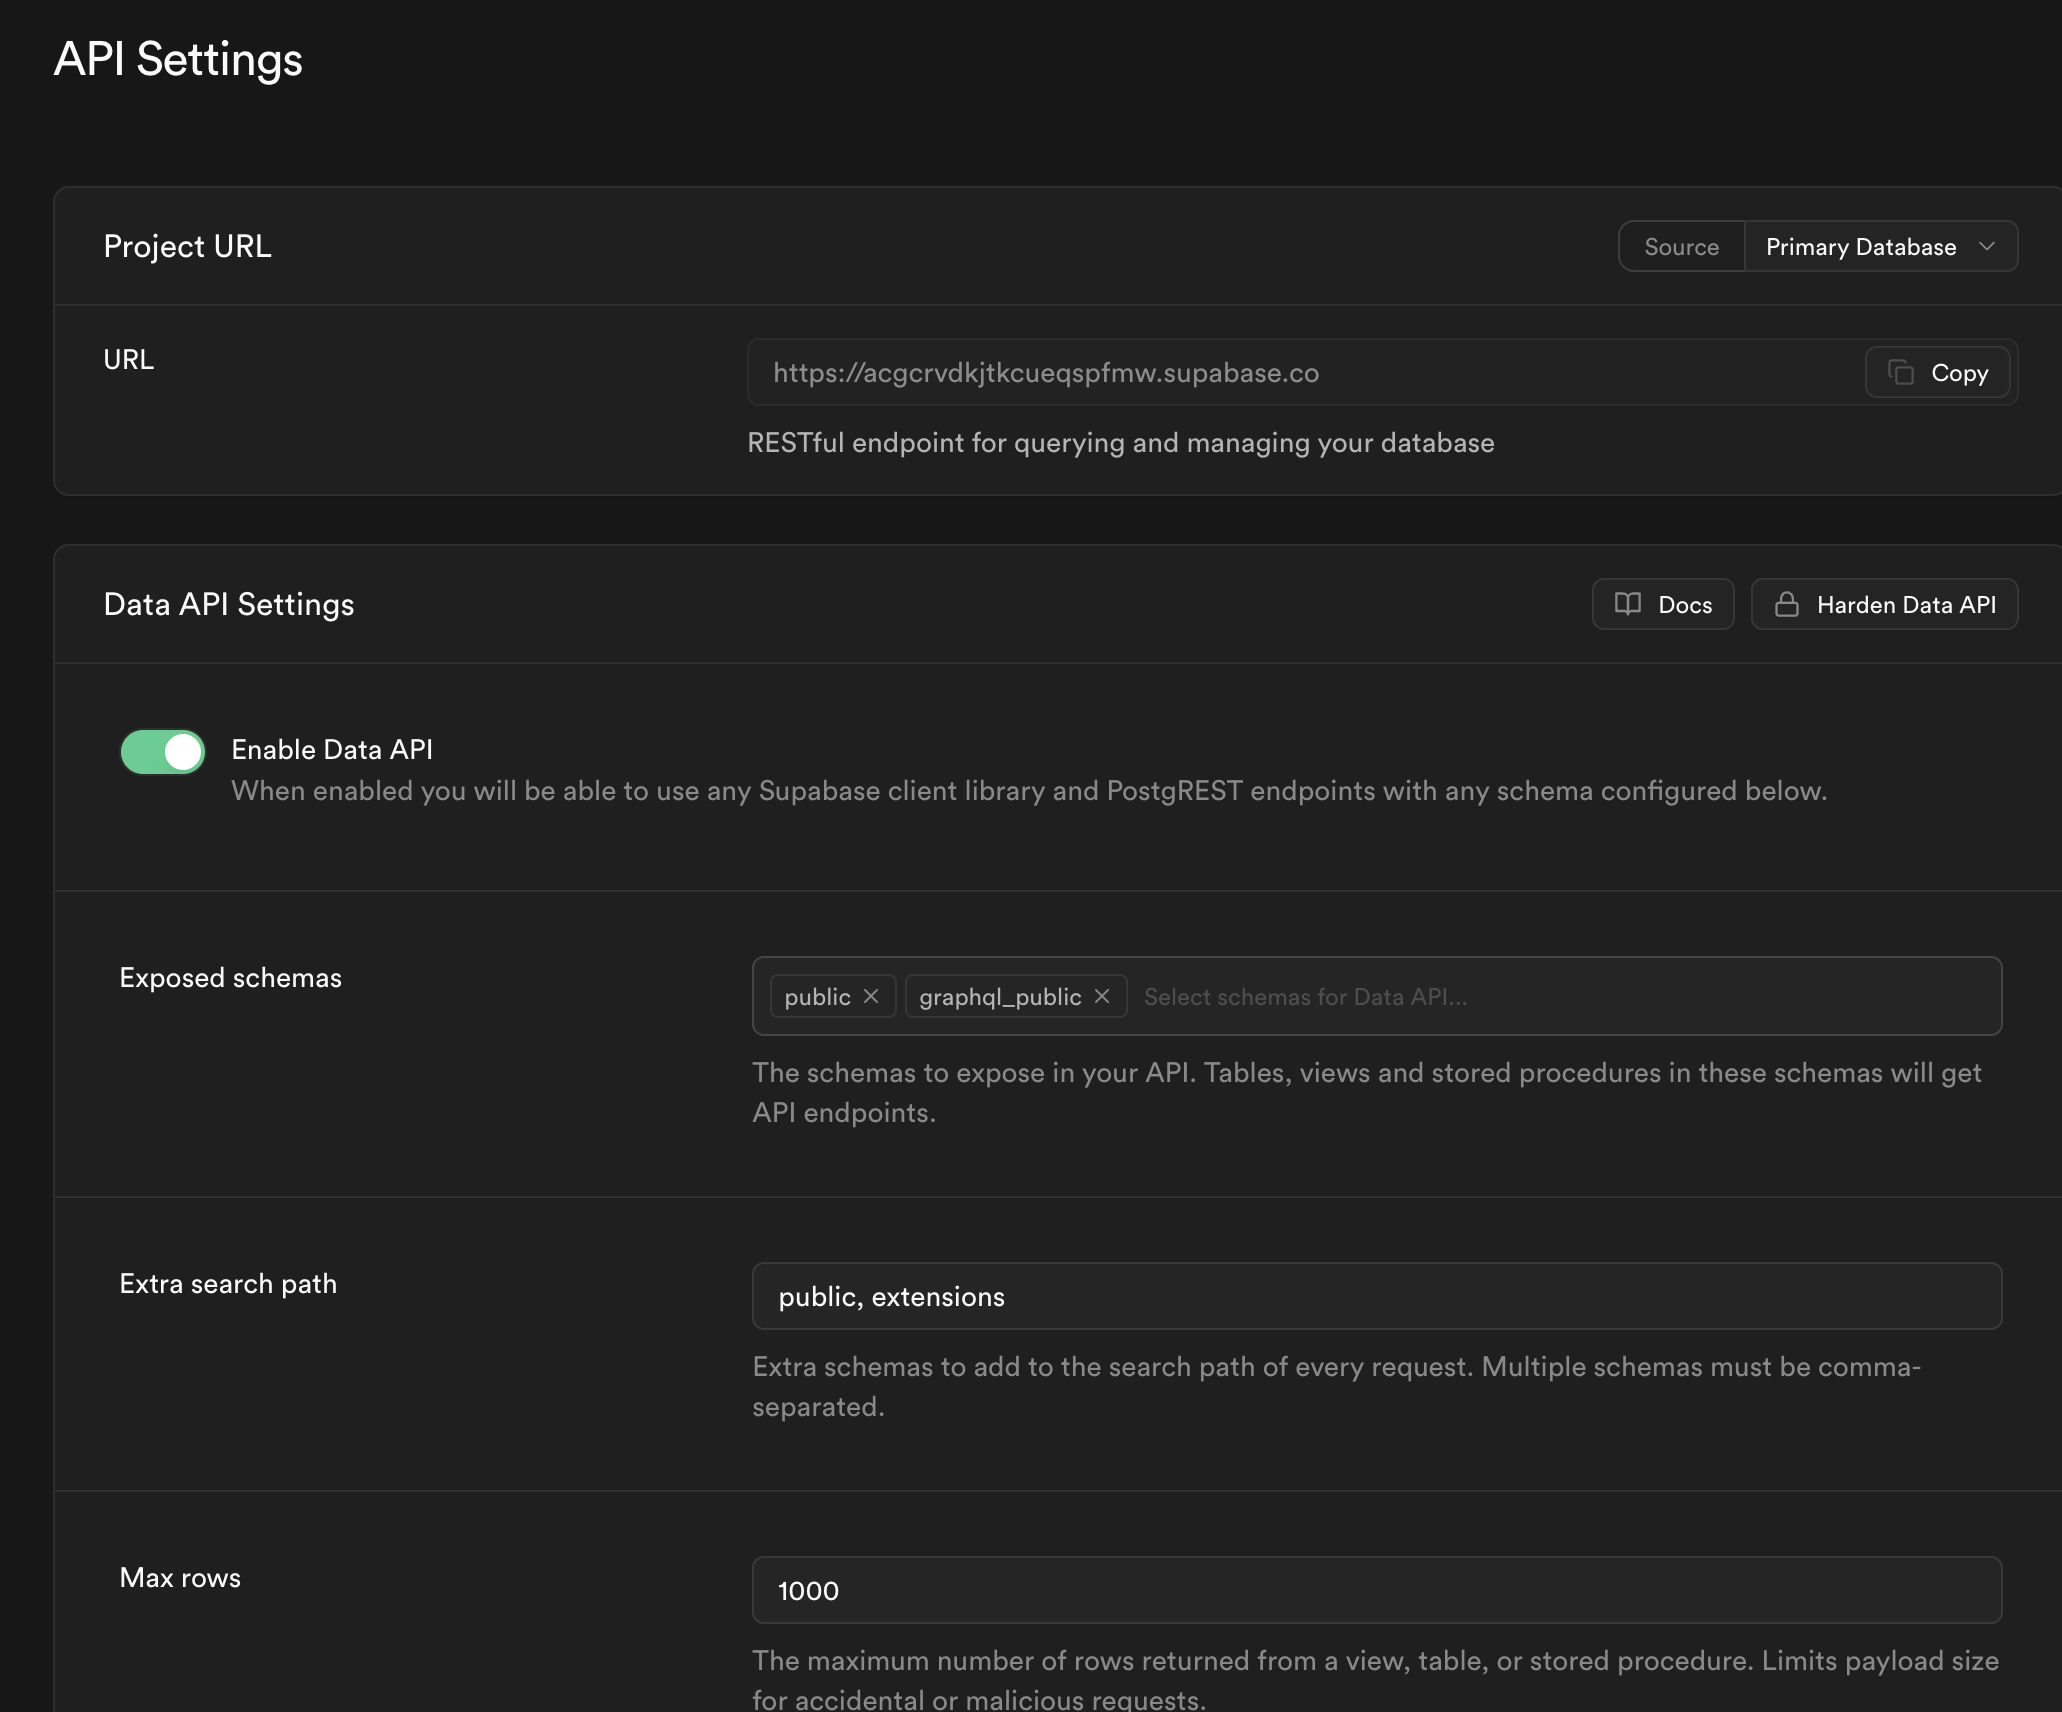 API Settings
Project URL
Source Primary Database
URL
https://acgcrvdkjtkcueqspfmw.supabase.co
Copy
RESTful endpoint for querying and managing your database
Data API Settings
Docs
Harden Data API
Enable Data API
When enabled you will be able to use any Supabase client library and PostgREST endpoints with any schema configured below.
Exposed schemas
public graphql_public Select schemas for Data API...
The schemas to expose in your API. Tables, views and stored procedures in these schemas will get
API endpoints.
Extra search path
public, extensions
Extra schemas to add to the search path of every request. Multiple schemas must be comma-
separated.
Max rows
1000
The maximum number of rows returned from a view, table, or stored procedure. Limits payload size
for accidental or malicious requests.